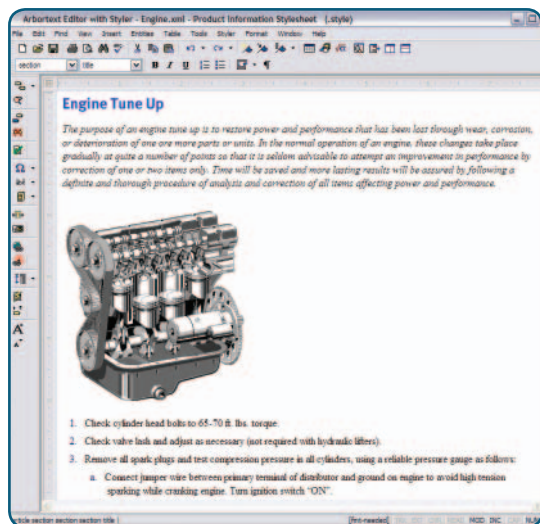 Arbortext Editor with Styler - Engine.xml - Product Information Stylesheet (.style)
File Edit Find View Insert Entities Table Tools Styler Format Window Help
section title B I U
Engine Tune Up
The purpose of an engine tune up is to restore power and performance that has been lost through wear, corrosion,
or deterioration of one ore more parts or units. In the normal operation of an engine, these changes take place
gradually at quite a number of points so that it is seldom advisable to attempt an improvement in performance by
correction of one or two items only. Time will be saved and more lasting results will be assured by following a
definite and thorough procedure of analysis and correction of all items affecting power and performance.
1. Check cylinder head bolts to 65-70 ft. lbs. torque.
2. Check valve lash and adjust as necessary (not required with hydraulic lifters).
3. Remove all spark plugs and test compression pressure in all cylinders, using a reliable pressure gauge as follows:
a. Connect jumper wire between primary terminal of distributor and ground on engine to avoid high tension
sparking while cranking engine. Turn ignition switch "ON".
article section section section title [fmt-needed] MOD INC NUM